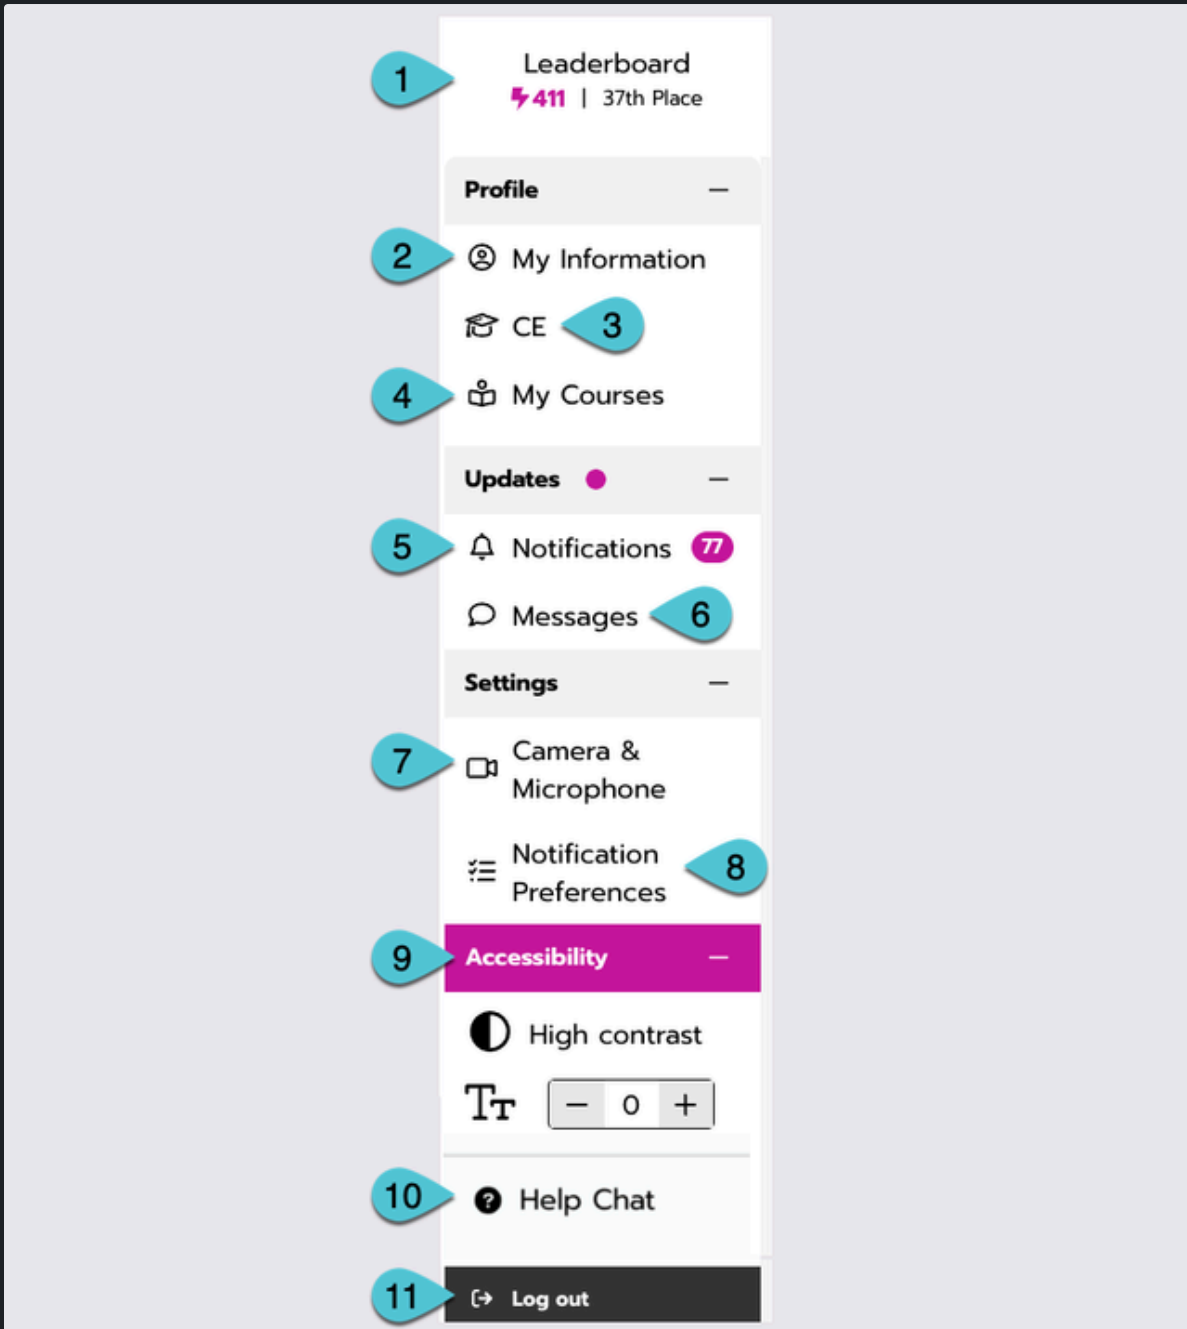 1
Leaderboard
411 | 37th Place
Profile
2
My Information
CE
3
4
My Courses
Updates
5
Notifications 77
Messages
6
Settings
7
Camera &
Microphone
Notification
Preferences
8
9
Accessibility
High contrast
Tt − 0 +
10
? Help Chat
11
Log out